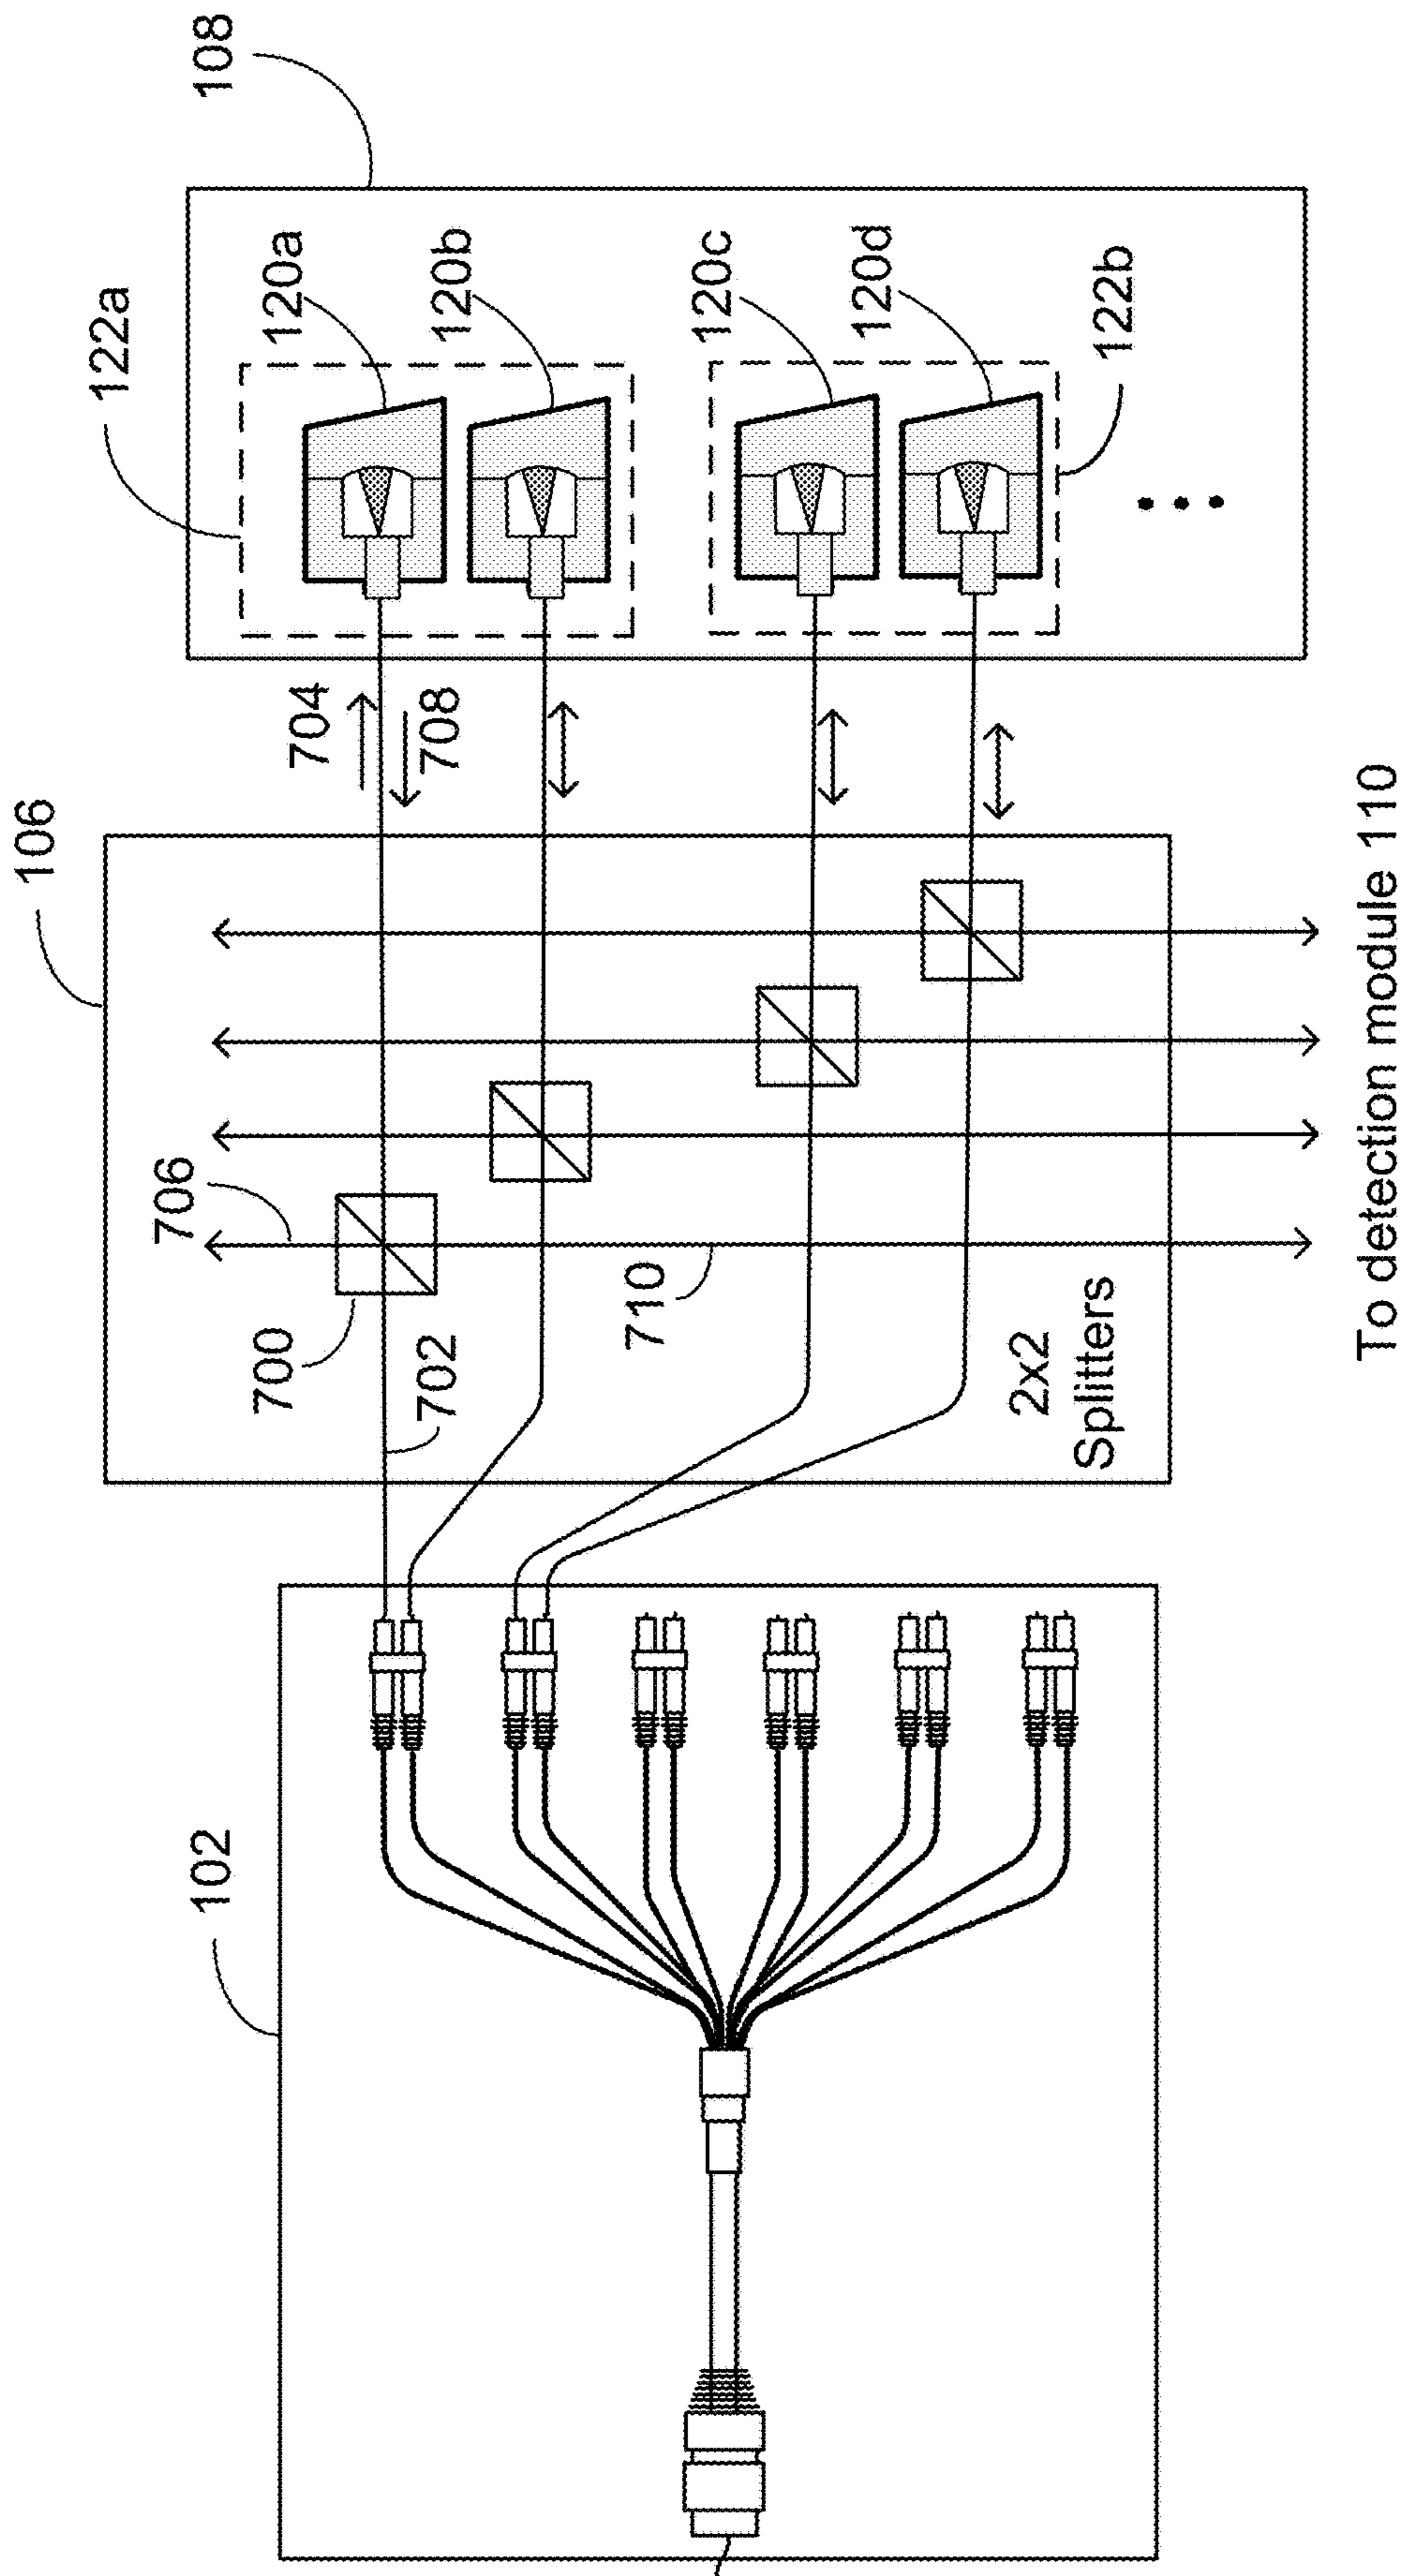 102
106
108
122a
120a
120b
120c
120d
122b
704
708
706
700
702
710
2x2
Splitters
To detection module 110